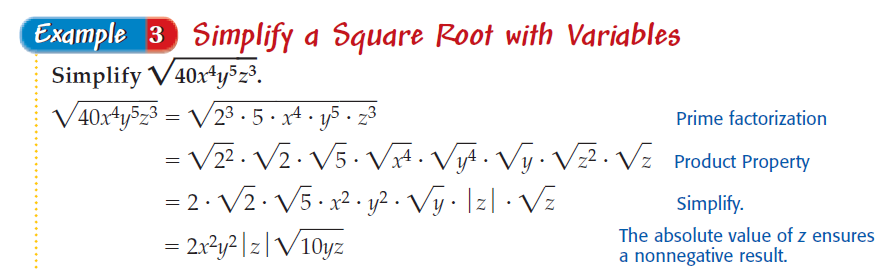 Example 3 Simplify a Square Root with Variables
Simplify √40x⁴y⁵z³.
√40x⁴y⁵z³ = √2³ · 5 · x⁴ · y⁵ · z³ Prime factorization
= √2² · √2 · √5 · √x⁴ · √y⁴ · √y · √z² · √z Product Property
= 2 · √2 · √5 · x² · y² · √y · |z| · √z Simplify.
= 2x²y²|z|√10yz The absolute value of z ensures
a nonnegative result.